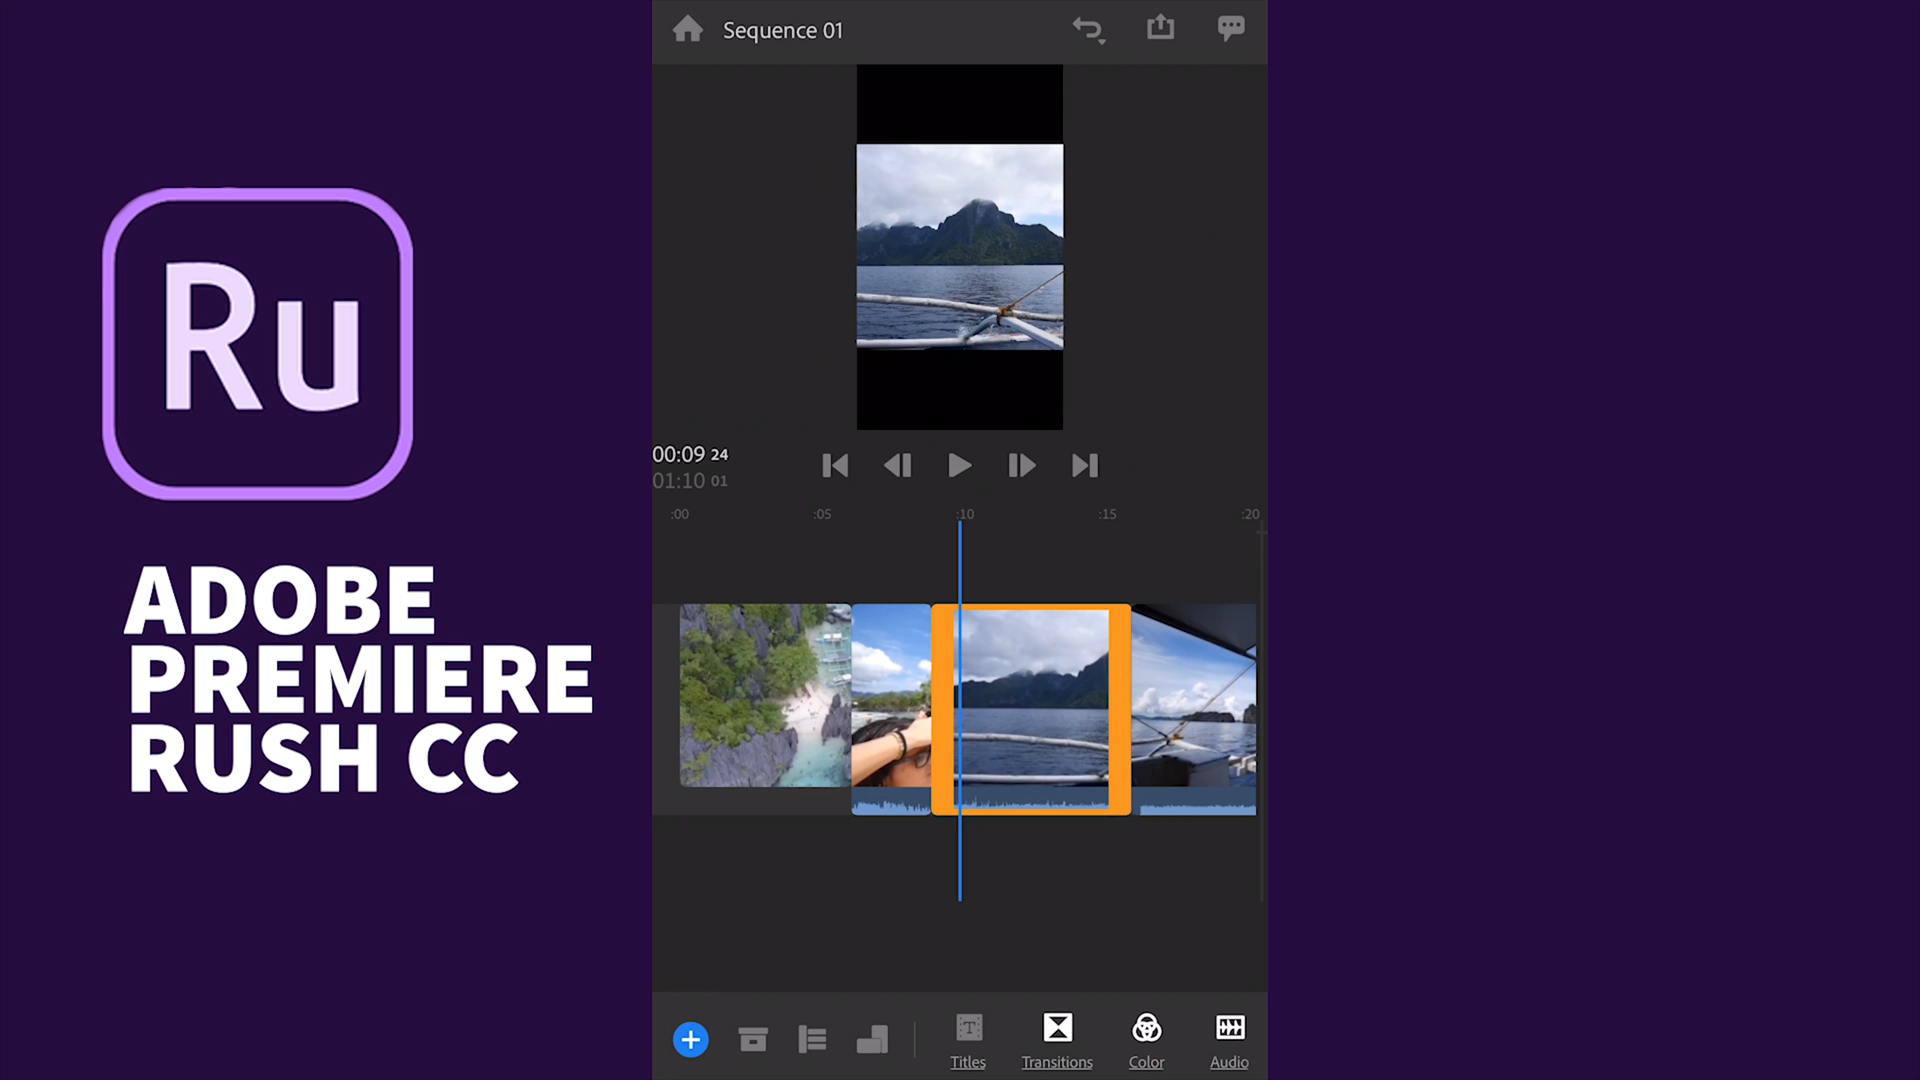 Sequence 01
Ru
00:09 24
01:10 01
:00 :05 :10 :15 :20
ADOBE
PREMIERE
RUSH CC
T
Titles Transitions Color Audio